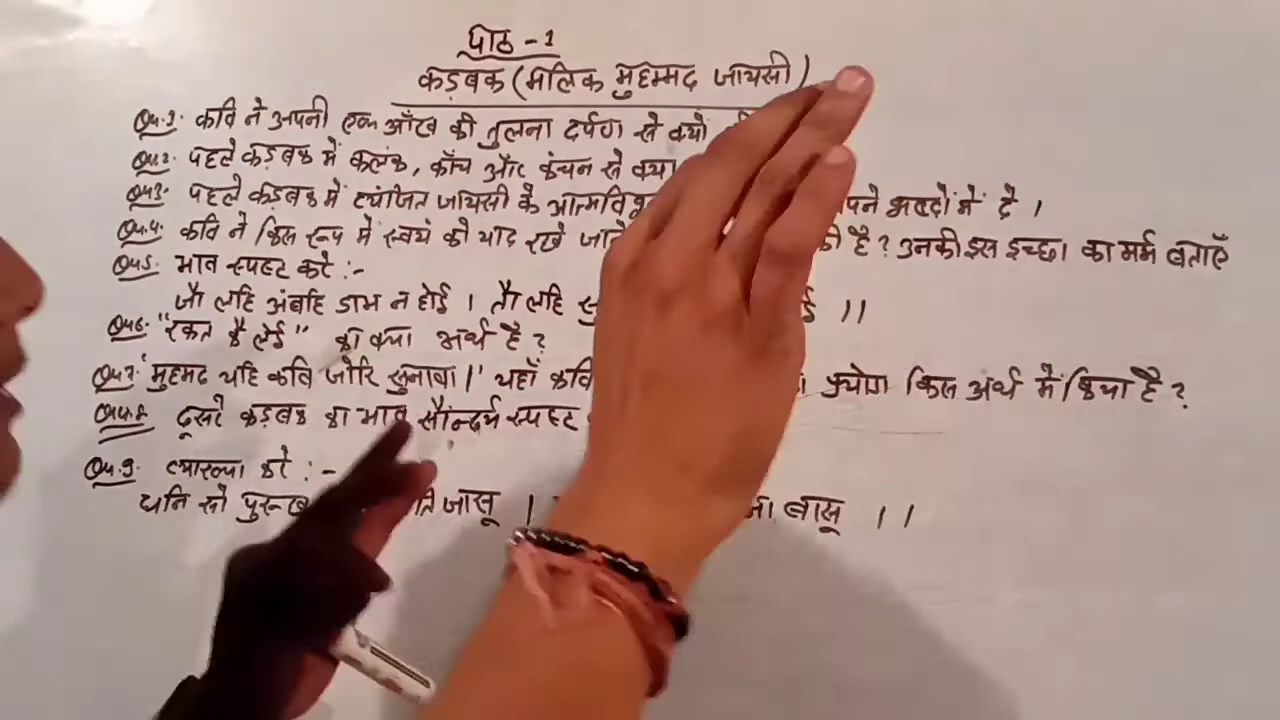 पाठ - 1
कड़बक (मलिक मुहम्मद जायसी)
Qu.1. कवि ने अपनी एक आँख की तुलना दर्पण से क्यों
Qu.2. पहले कड़बक में कलंक, काँच और कंचन से क्या
Qu.3. पहले कड़बक में व्यंजित जायसी के आत्मविश्व पने शब्दों में दे ।
Qu.4. कवि ने किस रूप में स्वयं को याद रखे जाने की है ? उनकी इस इच्छा का मर्म बताएँ
Qu.5. भाव स्पष्ट करे :-
जौ लहि अंबहि डाभ न होई । तौ लहि सु ई ।।
Qu.6. "रकत कै लेई" का क्या अर्थ है ?
Qu.7. 'मुहमद यहि कवि जोरि सुनावा ।' यहाँ कवि प्रयोग किस अर्थ में किया है ?
Qu.8. दूसरे कड़बक का भाव सौन्दर्य स्पष्ट
Qu.9. व्याख्या करे :-
धनि सो पुरूख ति जासू । बासू ।।